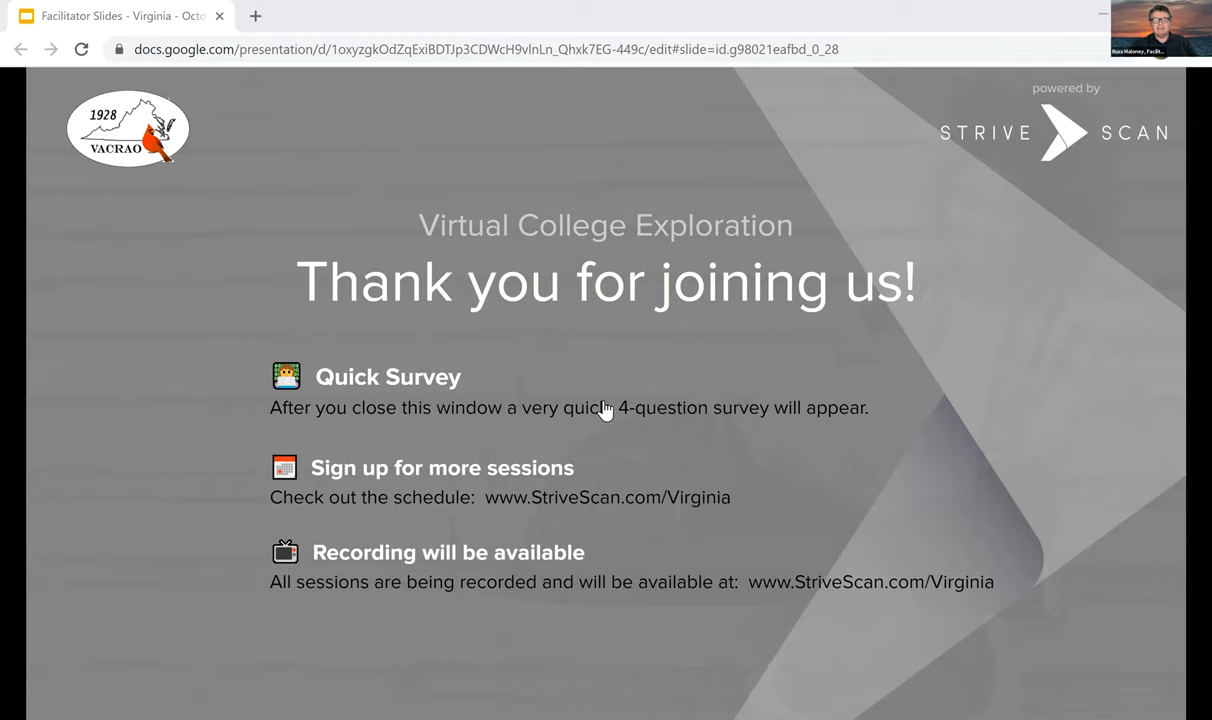 Facilitator Slides - Virginia - Octo
docs.google.com/presentation/d/1oxyzgkOdZqExiBDTJp3CDWcH9vlnLn_Qhxk7EG-449c/edit#slide=id.g98021eafbd_0_28
Russ Maloney, Facilit...
1928
VACRAO
powered by
STRIVE SCAN
Virtual College Exploration
Thank you for joining us!
Quick Survey
After you close this window a very quick 4-question survey will appear.
Sign up for more sessions
Check out the schedule: www.StriveScan.com/Virginia
Recording will be available
All sessions are being recorded and will be available at: www.StriveScan.com/Virginia